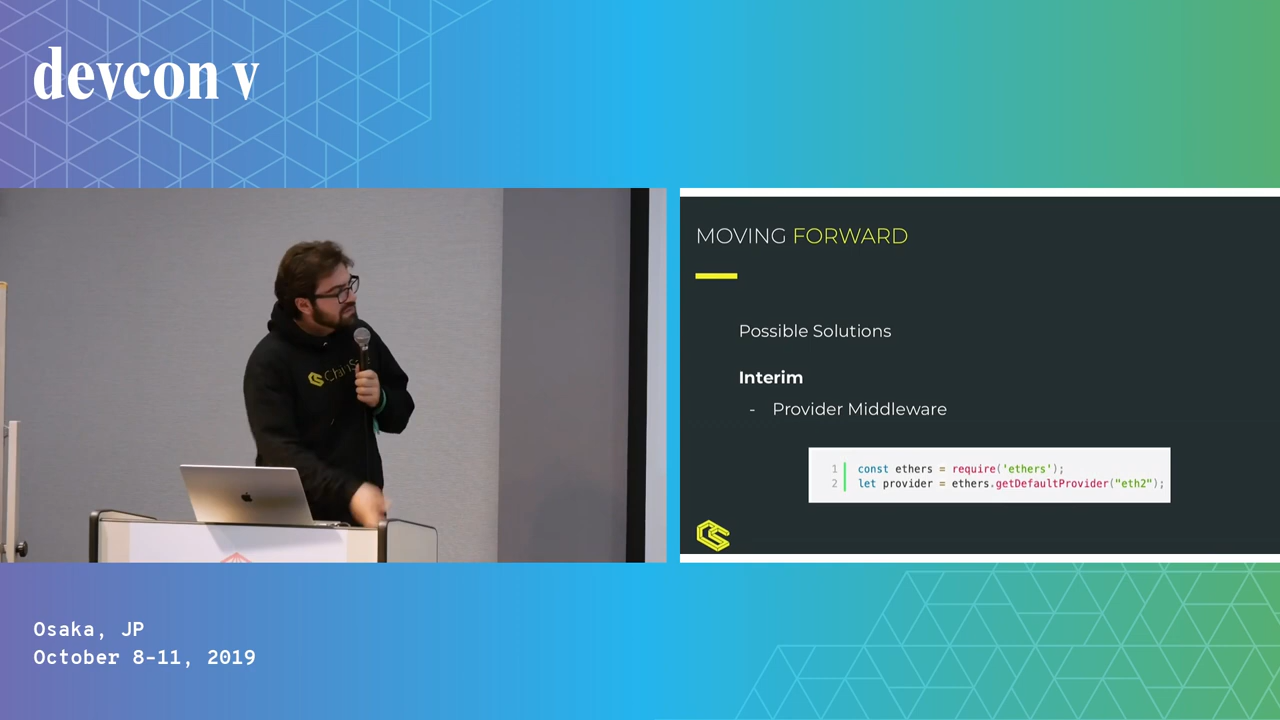 devcon v
MOVING FORWARD
Possible Solutions
Interim
- Provider Middleware
1 const ethers = require('ethers');
2 let provider = ethers.getDefaultProvider("eth2");
Osaka, JP
October 8-11, 2019